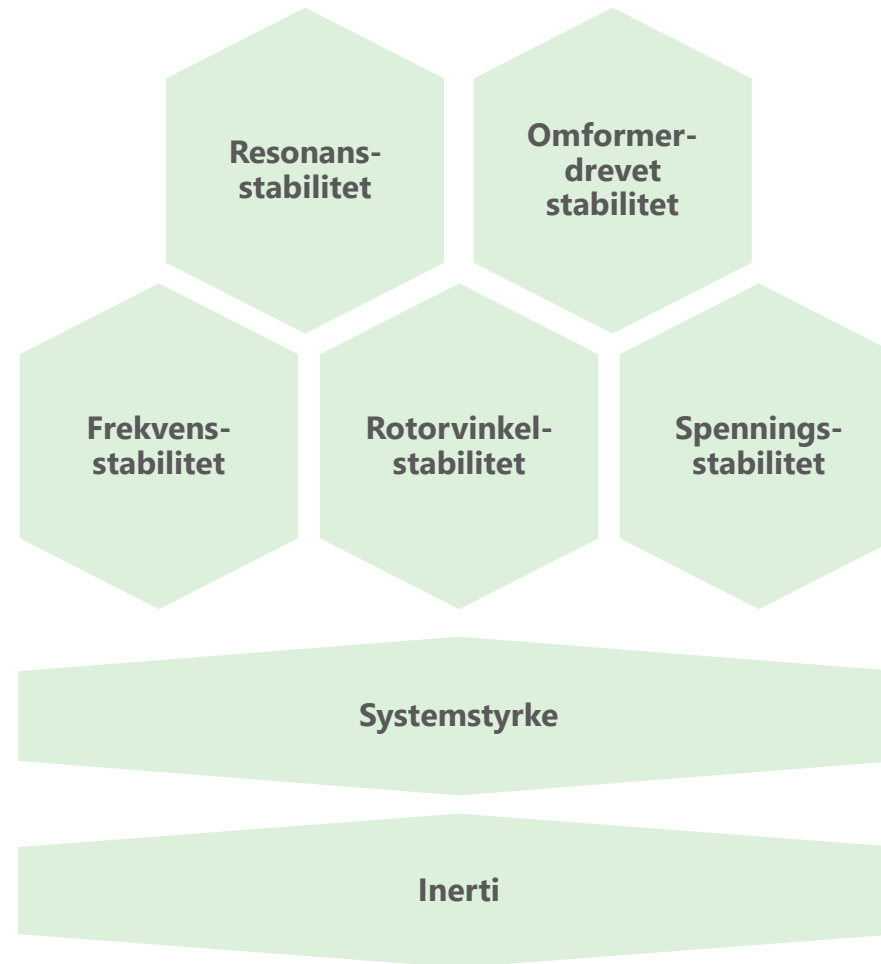 Resonans-
stabilitet
Omformer-
drevet
stabilitet
Frekvens-
stabilitet
Rotorvinkel-
stabilitet
Spennings-
stabilitet
Systemstyrke
Inerti